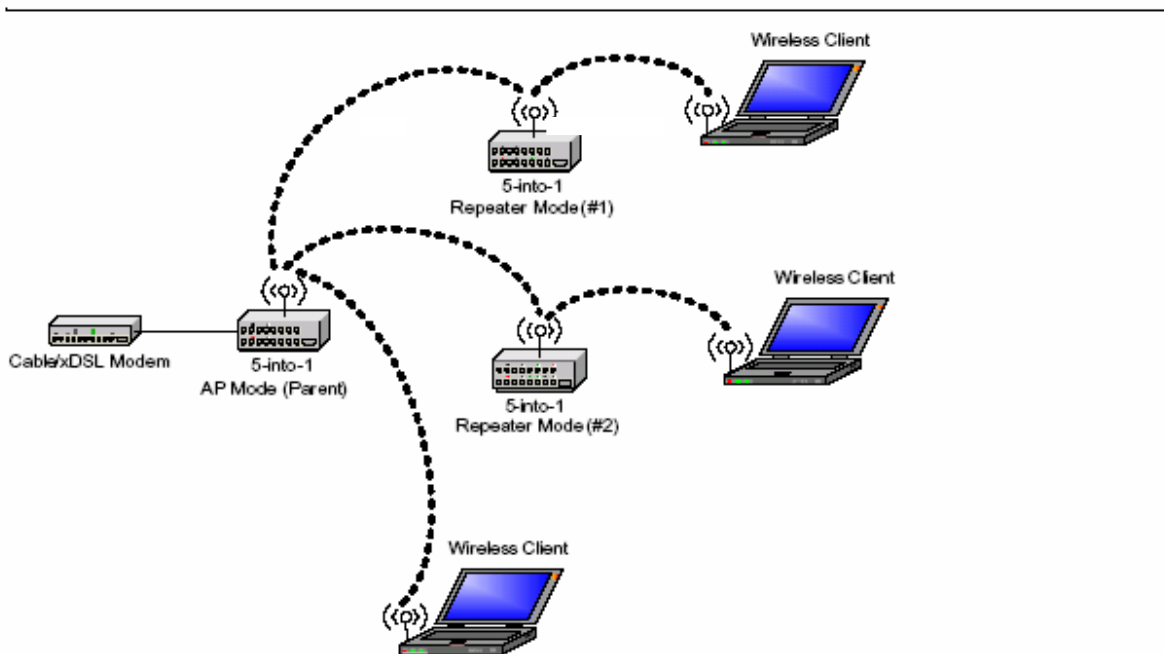 Wireless Client
5-into-1
Repeater Mode (#1)
Wireless Client
Cable/xDSL Modem
5-into-1
AP Mode (Parent)
5-into-1
Repeater Mode (#2)
Wireless Client